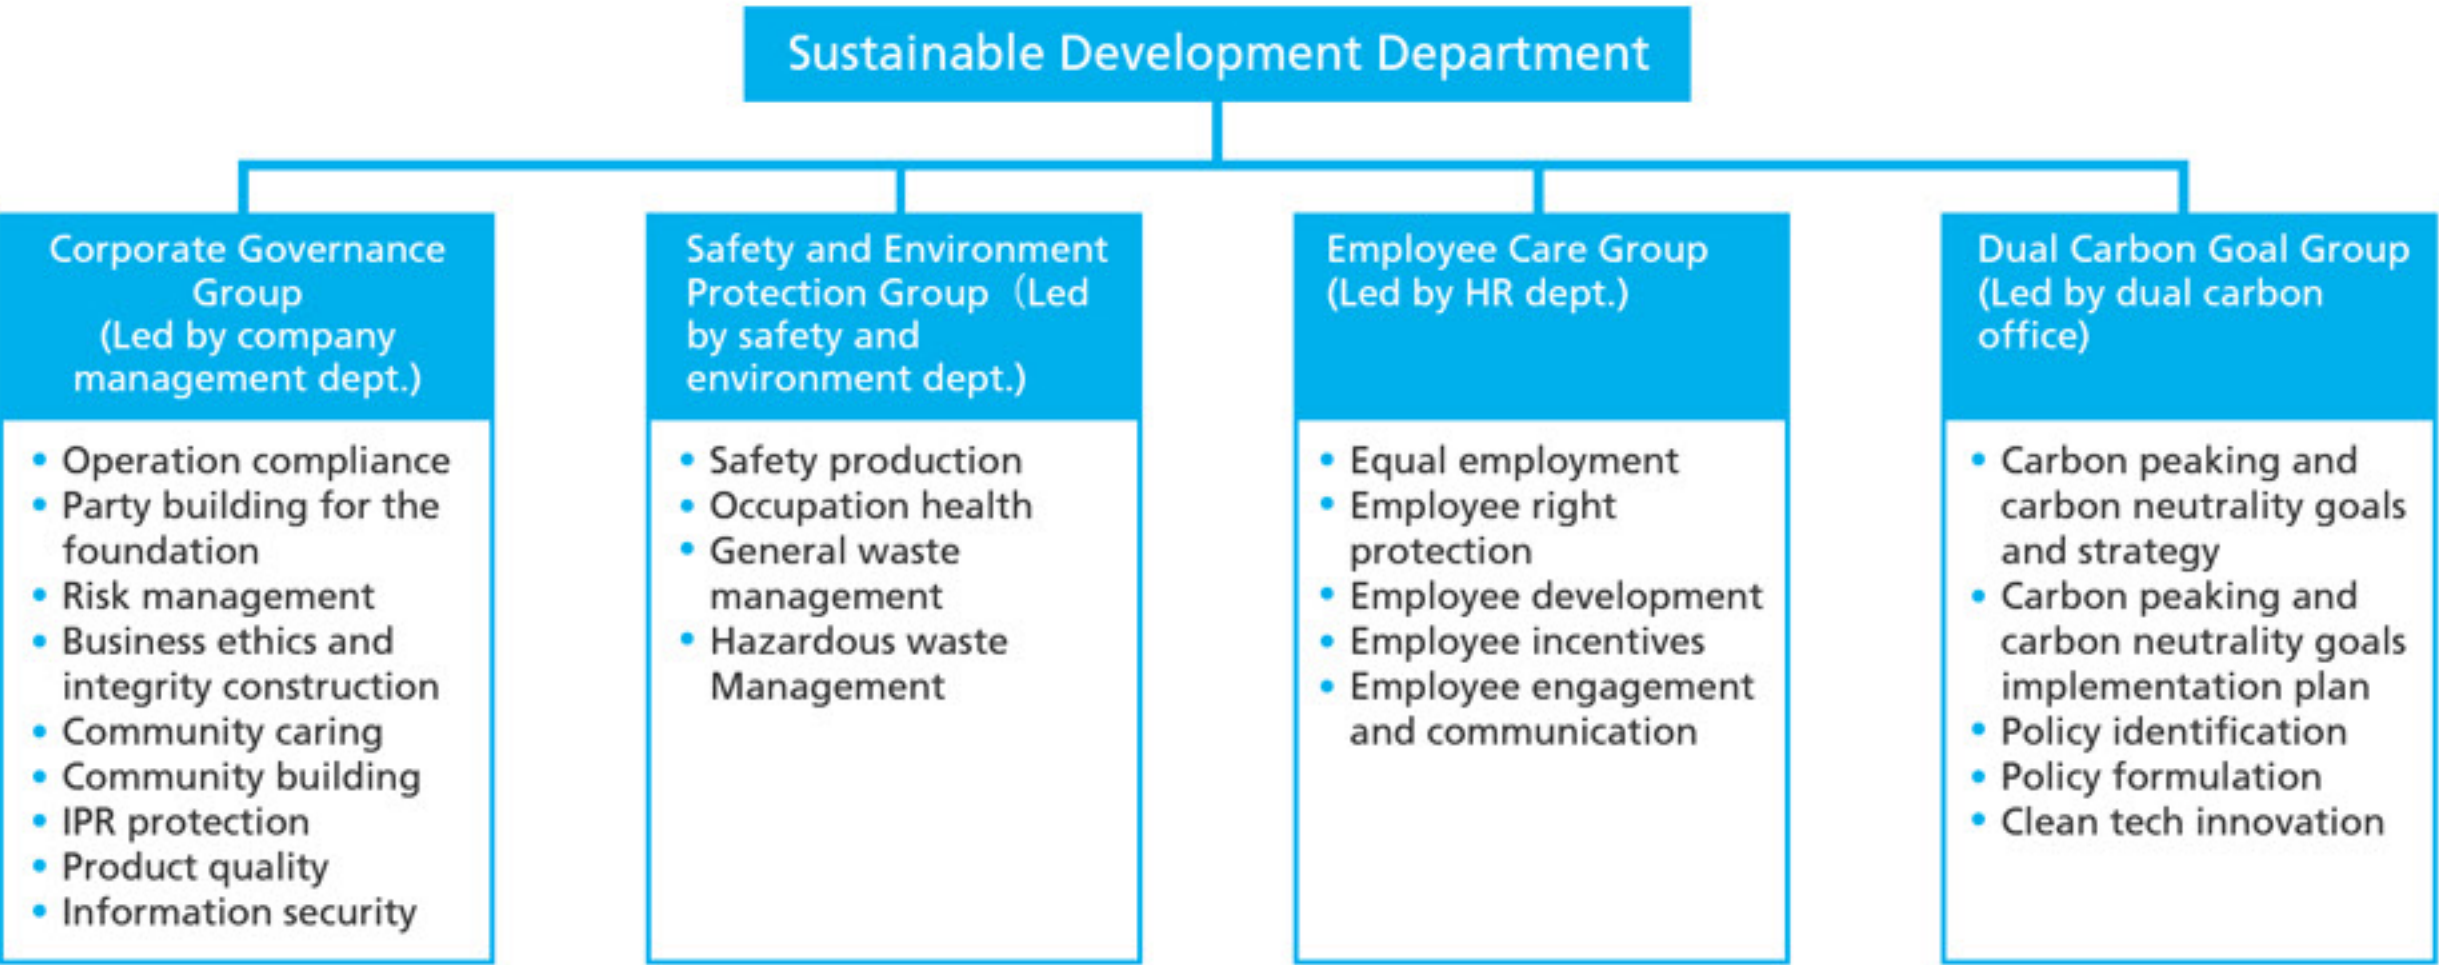 Sustainable Development Department
Corporate Governance
Group
(Led by company
management dept.)
• Operation compliance
• Party building for the
foundation
• Risk management
• Business ethics and
integrity construction
• Community caring
• Community building
• IPR protection
• Product quality
• Information security
Safety and Environment
Protection Group（Led
by safety and
environment dept.)
• Safety production
• Occupation health
• General waste
management
• Hazardous waste
Management
Employee Care Group
(Led by HR dept.)
• Equal employment
• Employee right
protection
• Employee development
• Employee incentives
• Employee engagement
and communication
Dual Carbon Goal Group
(Led by dual carbon
office)
• Carbon peaking and
carbon neutrality goals
and strategy
• Carbon peaking and
carbon neutrality goals
implementation plan
• Policy identification
• Policy formulation
• Clean tech innovation